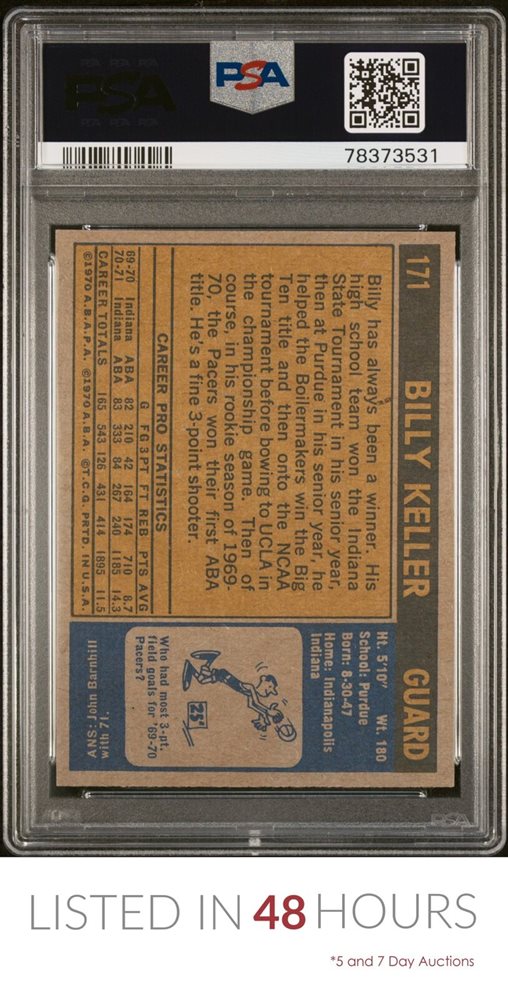 PSA
PSA
78373531
171 BILLY KELLER GUARD
Billy has always been a winner. His
high school team won the Indiana
State Tournament in his senior year,
then at Purdue in his senior year, he
helped the Boilermakers win the Big
Ten title and then onto the NCAA
tournament before bowing to UCLA in
the championship game. Then of
course, in his rookie season of 1969-
70, the Pacers won their first ABA
title. He's a fine 3-point shooter.
CAREER PRO STATISTICS
G FG 3PT FT REB PTS AVG
69-70 Indiana ABA 82 210 42 164 174 710 8.7
70-71 Indiana ABA 83 333 84 267 240 1185 14.3
CAREER TOTALS 165 543 126 431 414 1895 11.5
©1970 A.B.A.P.A. ©1970 A.B.A. ©T.C.G. PRTD. IN U.S.A.
Ht. 5'10" Wt. 180
School: Purdue
Born: 8-30-47
Home: Indianapolis
Indiana
25¢
Who had most 3-pt.
field goals for '69-70
Pacers?
ANS: John Barnhill
with 71.
PSA
LISTED IN 48 HOURS
*5 and 7 Day Auctions